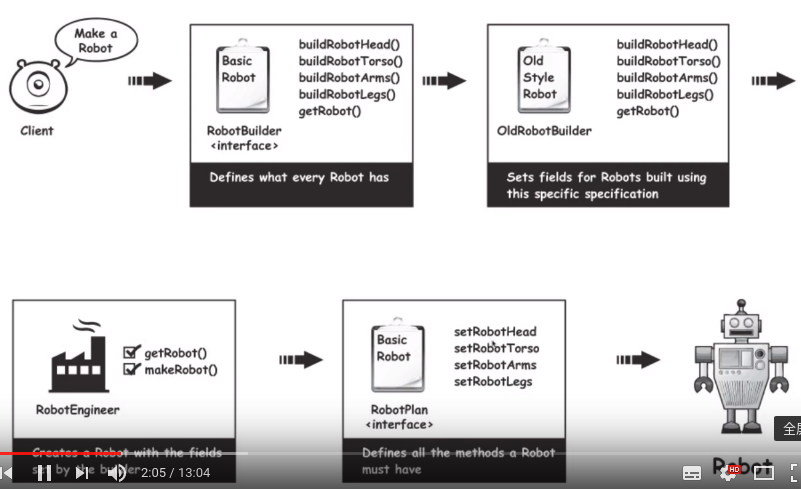 Make a
Robot
Client
Basic
Robot
buildRobotHead()
buildRobotTorso()
buildRobotArms()
buildRobotLegs()
getRobot()
RobotBuilder
<interface>
Defines what every Robot has
Old
Style
Robot
buildRobotHead()
buildRobotTorso()
buildRobotArms()
buildRobotLegs()
getRobot()
OldRobotBuilder
Sets fields for Robots built using
this specific specification
getRobot()
makeRobot()
RobotEngineer
Creates a Robot with the fields
set by the builder
Basic
Robot
setRobotHead
setRobotTorso
setRobotArms
setRobotLegs
RobotPlan
<interface>
Defines all the methods a Robot
must have
Robot
2:05 / 13:04
HD
全